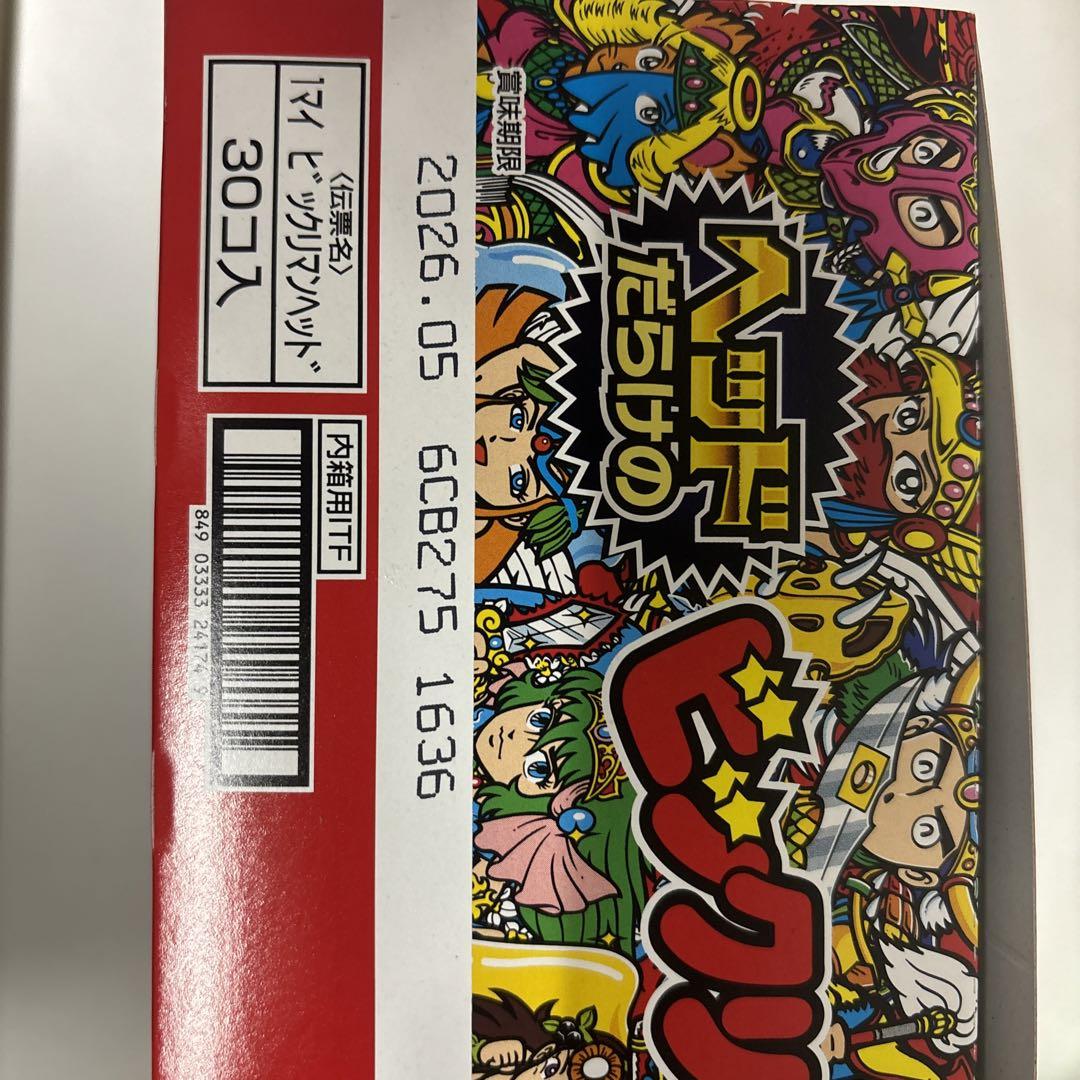 〈伝票名〉
1マイ ビックリマンヘッド
30コ入
内箱用ITF
849 03333 24174 9
賞味期限
2026.05 6CB275 1636
ヘッド
だらけの
ビックリ